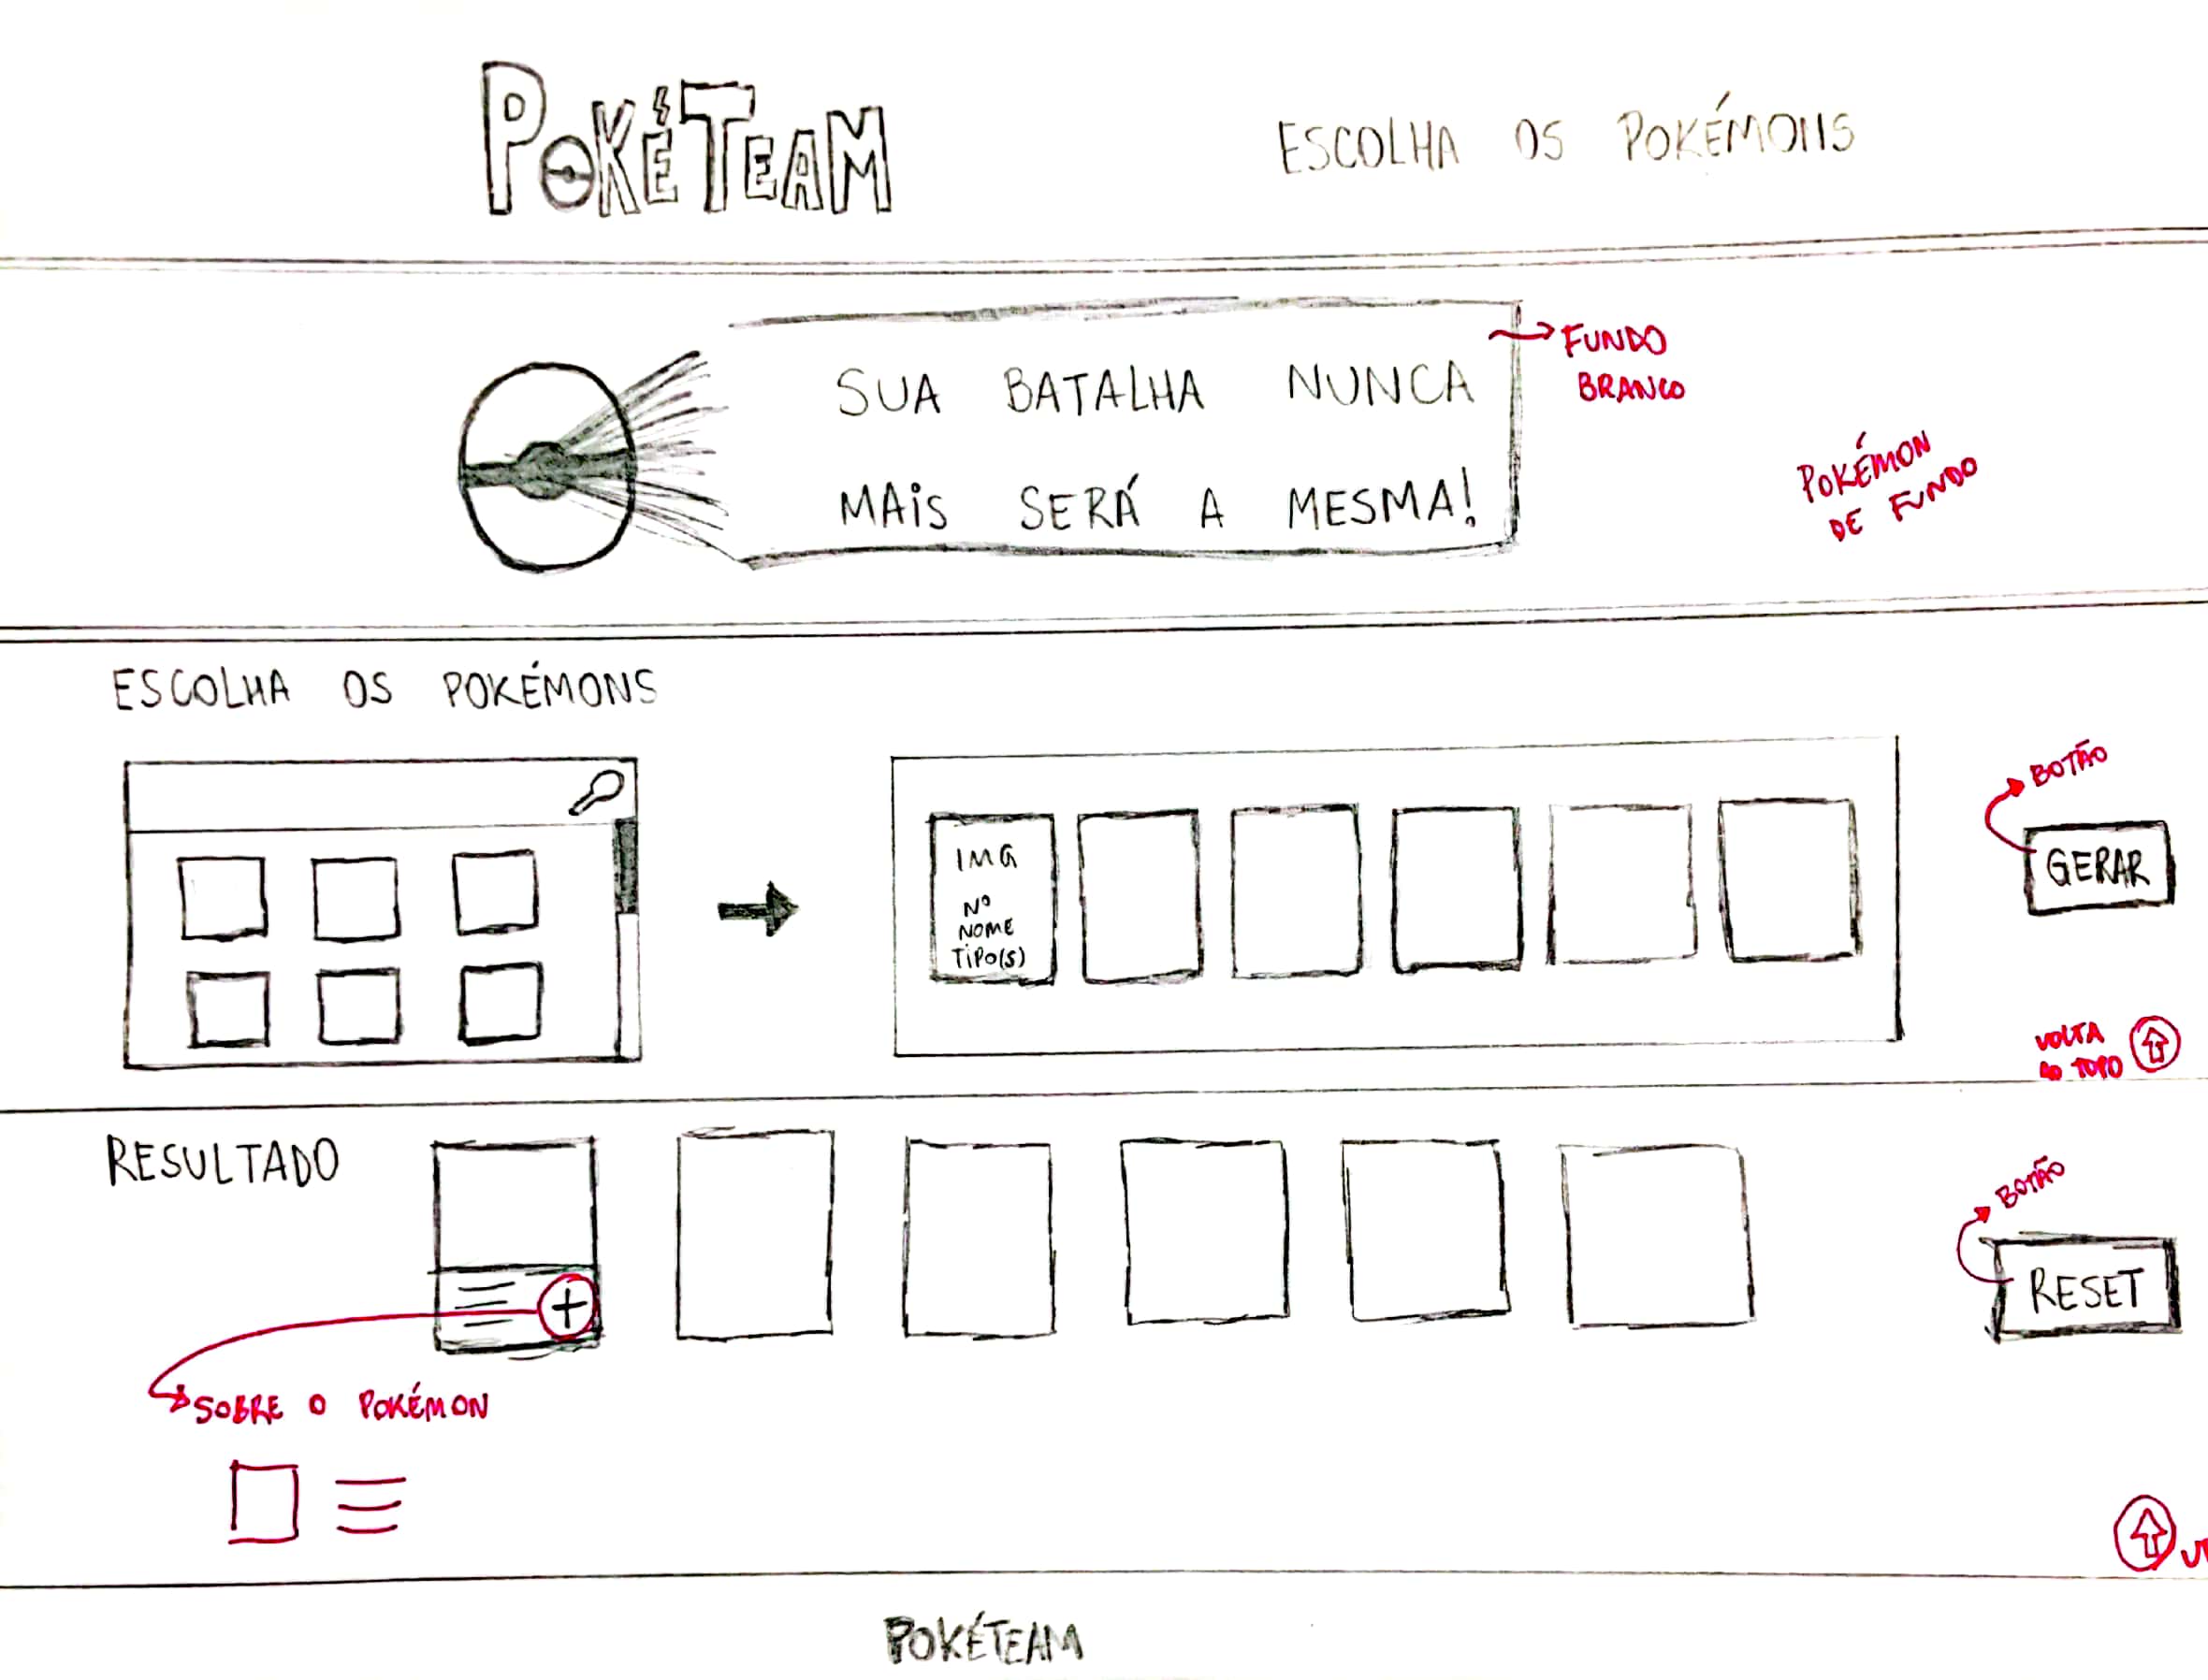 POKÉTEAM
ESCOLHA OS POKÉMONS
SUA BATALHA NUNCA
MAIS SERÁ A MESMA!
FUNDO
BRANCO
POKÉMON
DE FUNDO
ESCOLHA OS POKÉMONS
IMG
Nº
NOME
TIPO(S)
BOTÃO
GERAR
VOLTA
AO TOPO
RESULTADO
BOTÃO
RESET
SOBRE O POKÉMON
POKÉTEAM